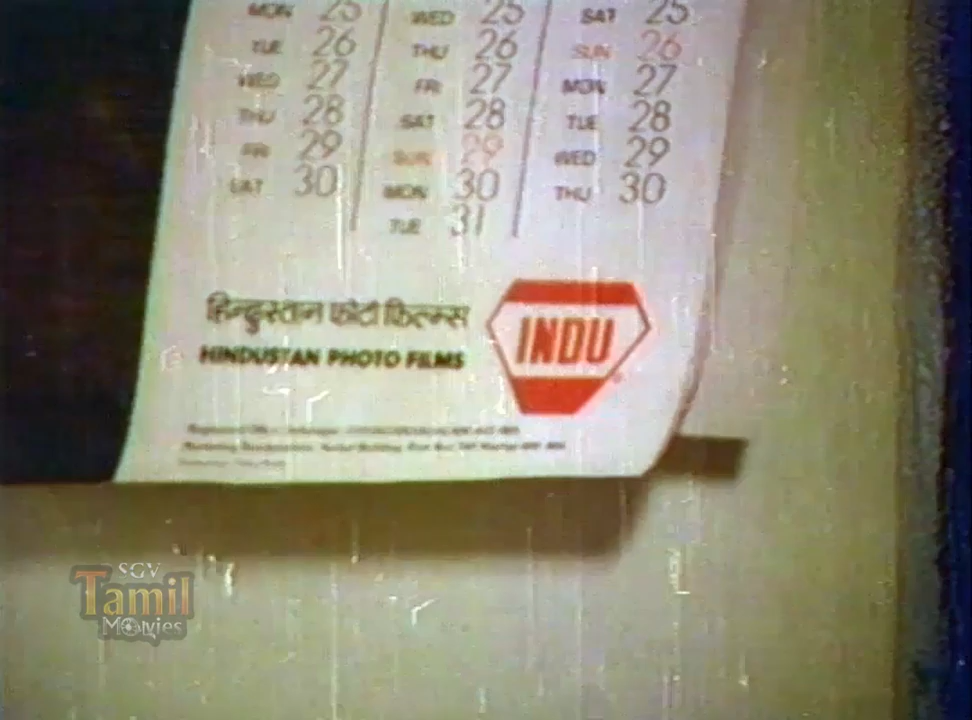 MON 25 WED 25 SAT 25
TUE 26 THU 26 SUN 26
WED 27 FRI 27 MON 27
THU 28 SAT 28 TUE 28
FRI 29 SUN 29 WED 29
SAT 30 MON 30 THU 30
TUE 31
हिन्दुस्तान फोटो फिल्म्स
HINDUSTAN PHOTO FILMS
INDU
SGV
Tamil
Movies